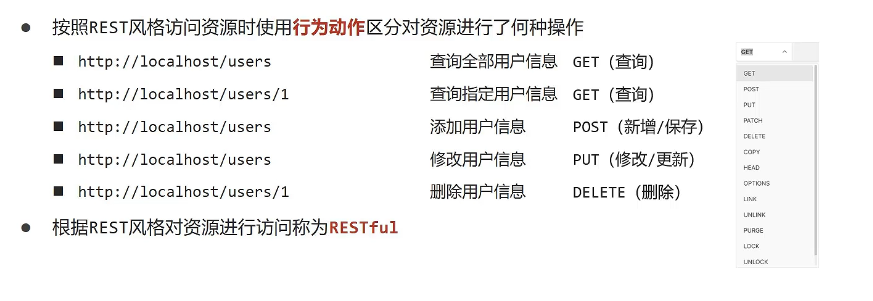 按照REST风格访问资源时使用行为动作区分对资源进行了何种操作
http://localhost/users 查询全部用户信息 GET（查询）
http://localhost/users/1 查询指定用户信息 GET（查询）
http://localhost/users 添加用户信息 POST（新增/保存）
http://localhost/users 修改用户信息 PUT（修改/更新）
http://localhost/users/1 删除用户信息 DELETE（删除）
根据REST风格对资源进行访问称为RESTful
GET
GET
POST
PUT
PATCH
DELETE
COPY
HEAD
OPTIONS
LINK
UNLINK
PURGE
LOCK
UNLOCK